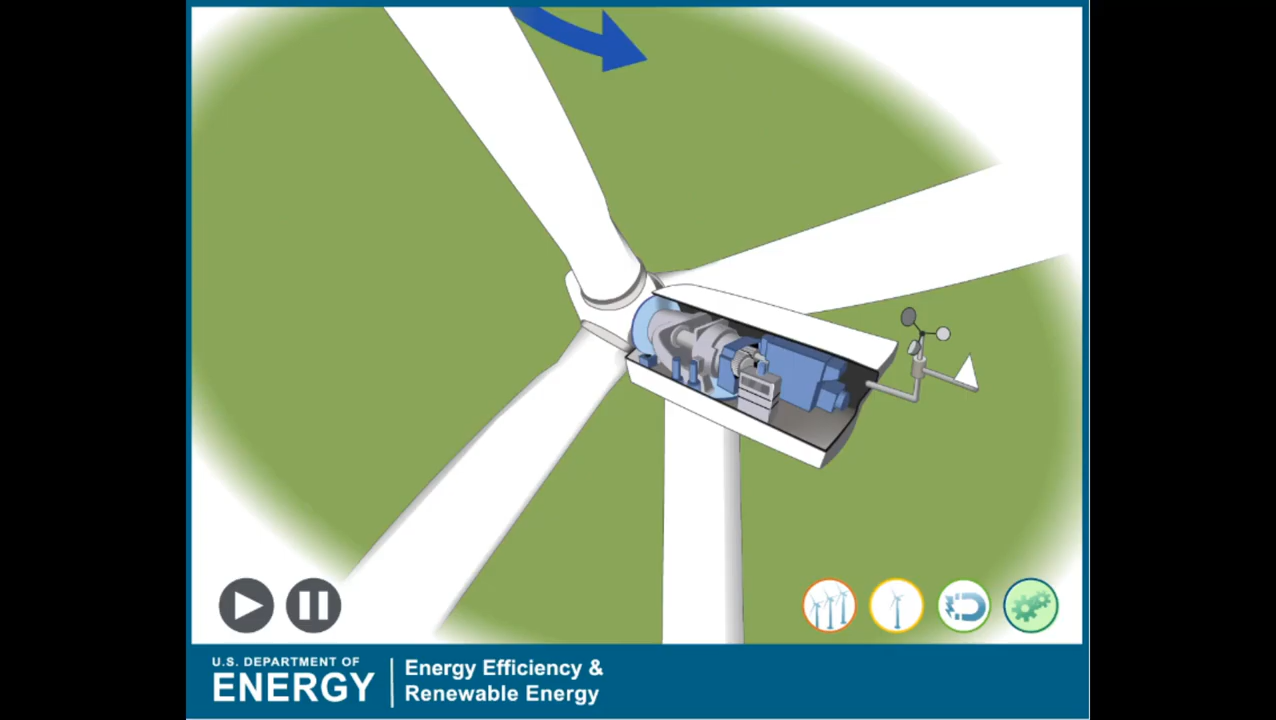 U.S. DEPARTMENT OF
ENERGY
Energy Efficiency &
Renewable Energy